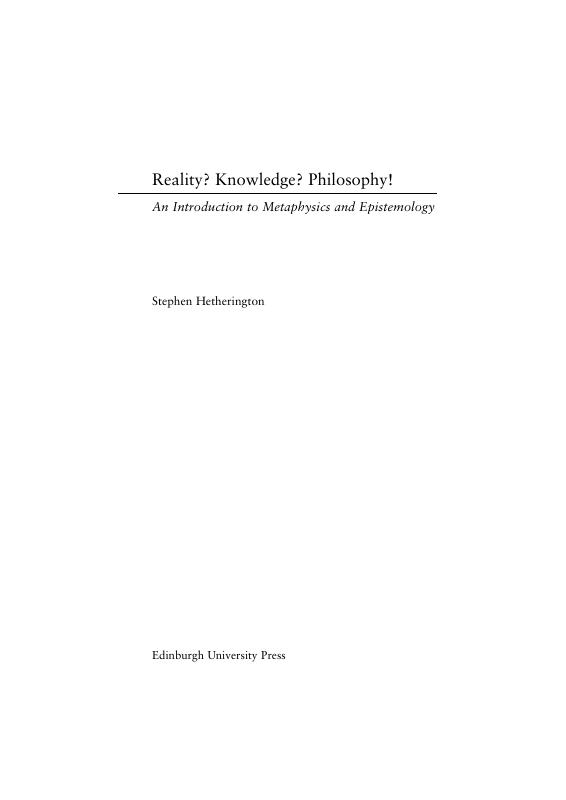 Reality? Knowledge? Philosophy!
An Introduction to Metaphysics and Epistemology
Stephen Hetherington
Edinburgh University Press